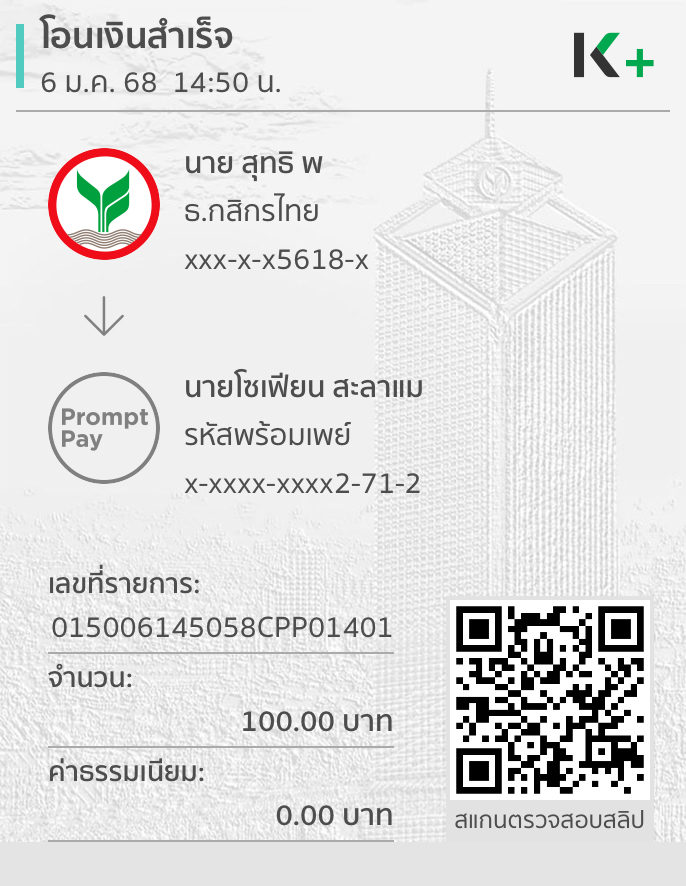 โอนเงินสำเร็จ
6 ม.ค. 68 14:50 น.
K+
นาย สุทธิ พ
ธ.กสิกรไทย
xxx-x-x5618-x
Prompt
Pay
นายโซเฟียน สะลาแม
รหัสพร้อมเพย์
x-xxxx-xxxx2-71-2
เลขที่รายการ:
015006145058CPP01401
จำนวน:
100.00 บาท
ค่าธรรมเนียม:
0.00 บาท
สแกนตรวจสอบสลิป